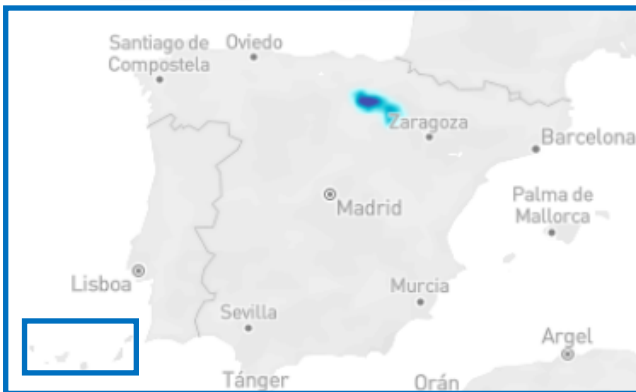 Santiago de
Compostela
Oviedo
Zaragoza
Barcelona
Madrid
Palma de
Mallorca
Lisboa
Murcia
Sevilla
Argel
Tánger
Orán